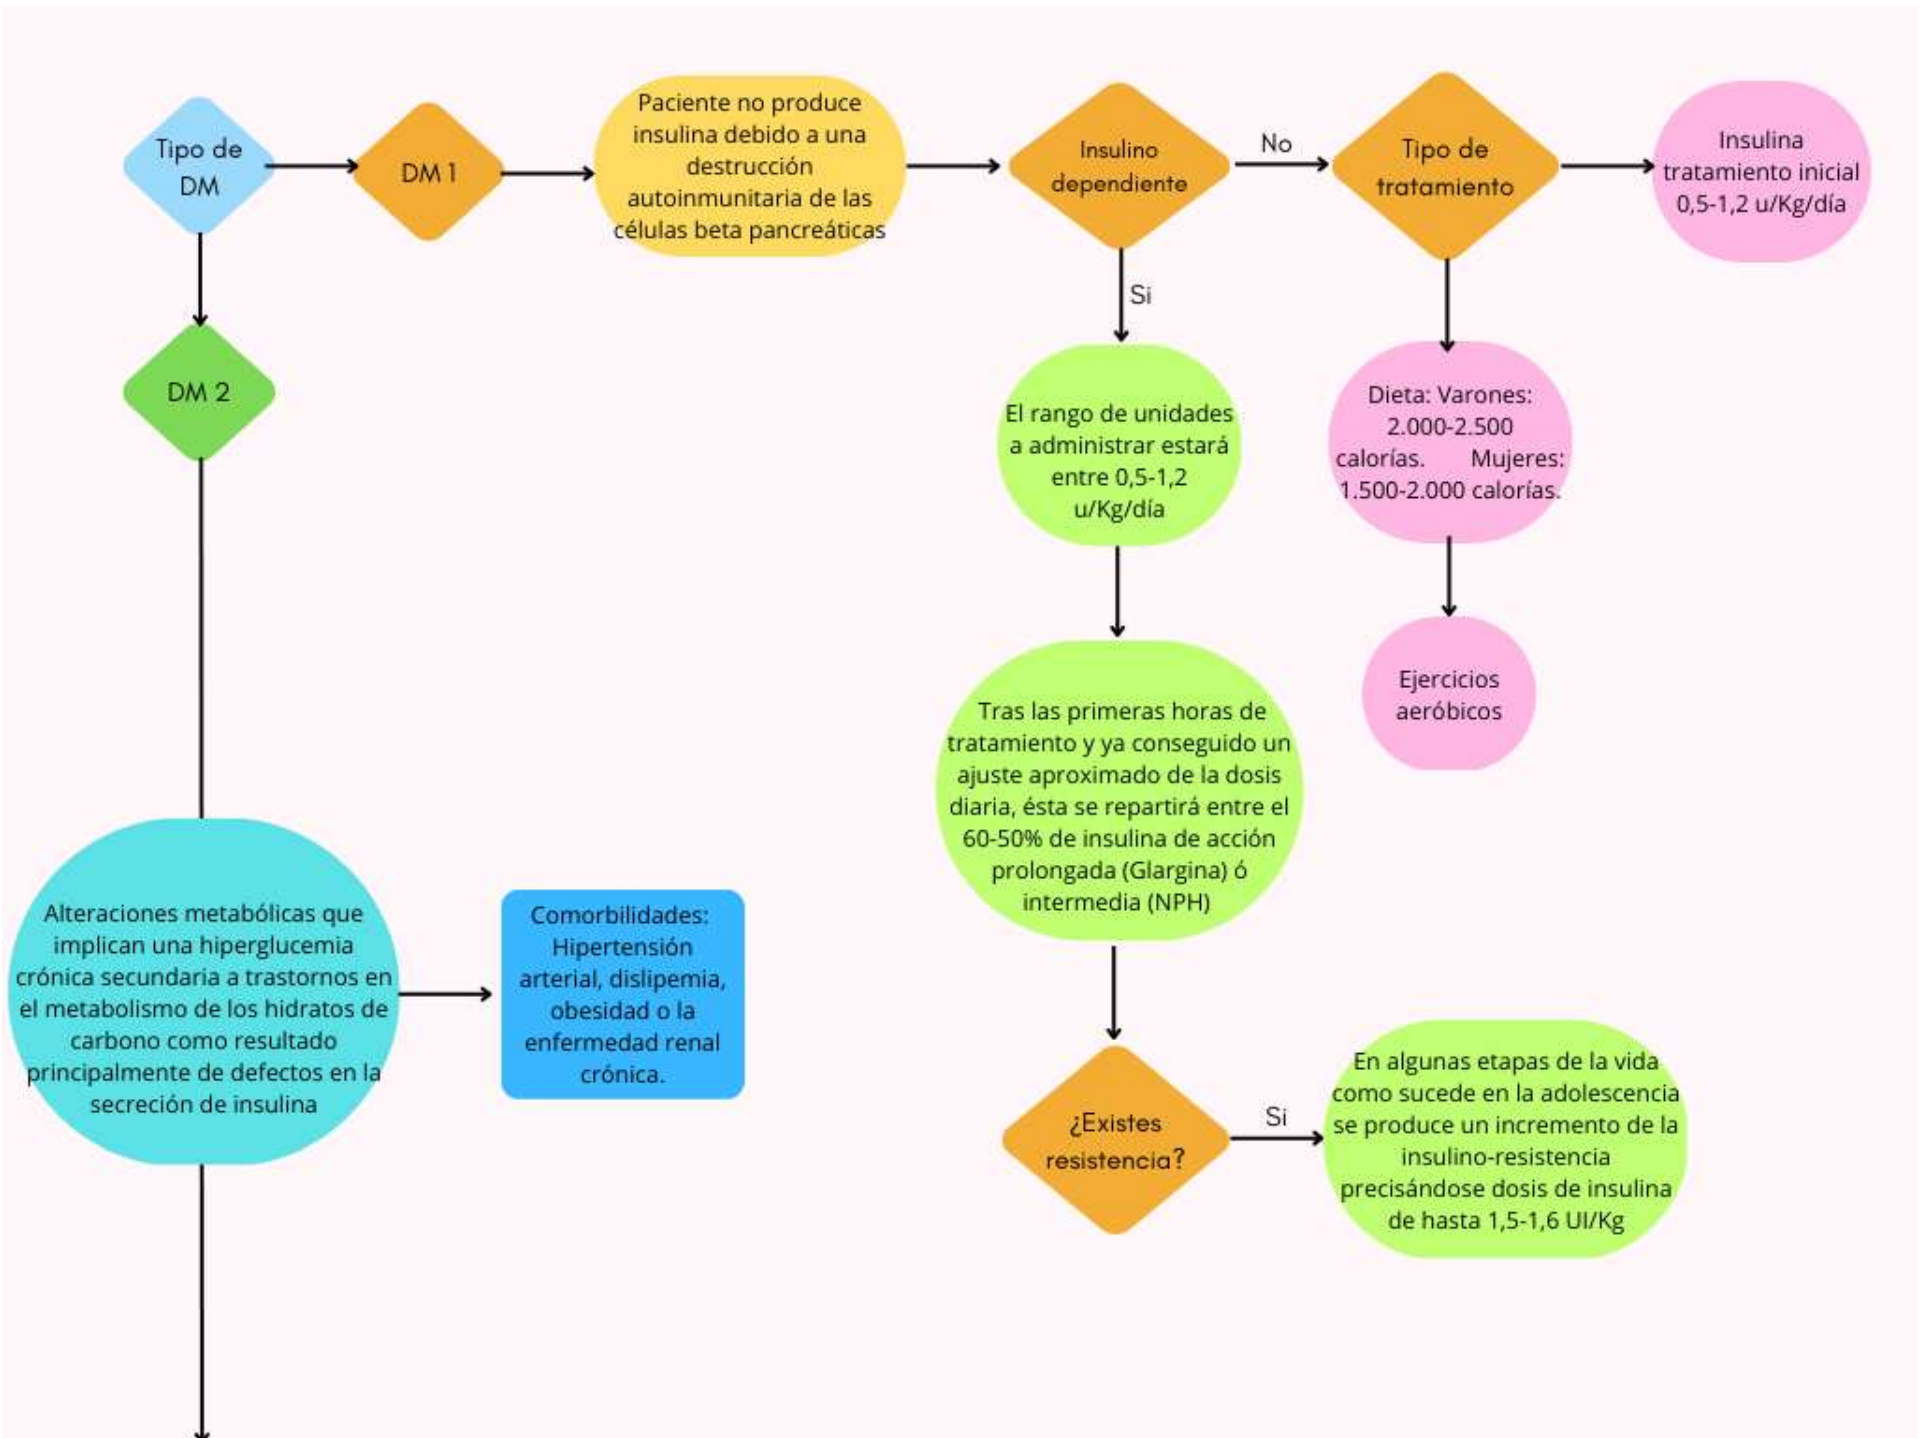 Tipo de
DM
DM 1
Paciente no produce
insulina debido a una
destrucción
autoinmunitaria de las
células beta pancreáticas
Insulino
dependiente
No
Tipo de
tratamiento
Insulina
tratamiento inicial
0,5-1,2 u/Kg/día
Si
DM 2
El rango de unidades
a administrar estará
entre 0,5-1,2
u/Kg/día
Dieta: Varones:
2.000-2.500
calorías. Mujeres:
1.500-2.000 calorías.
Ejercicios
aeróbicos
Tras las primeras horas de
tratamiento y ya conseguido un
ajuste aproximado de la dosis
diaria, ésta se repartirá entre el
60-50% de insulina de acción
prolongada (Glargina) ó
intermedia (NPH)
Alteraciones metabólicas que
implican una hiperglucemia
crónica secundaria a trastornos en
el metabolismo de los hidratos de
carbono como resultado
principalmente de defectos en la
secreción de insulina
Comorbilidades:
Hipertensión
arterial, dislipemia,
obesidad o la
enfermedad renal
crónica.
¿Existes
resistencia?
Si
En algunas etapas de la vida
como sucede en la adolescencia
se produce un incremento de la
insulino-resistencia
precisándose dosis de insulina
de hasta 1,5-1,6 UI/Kg